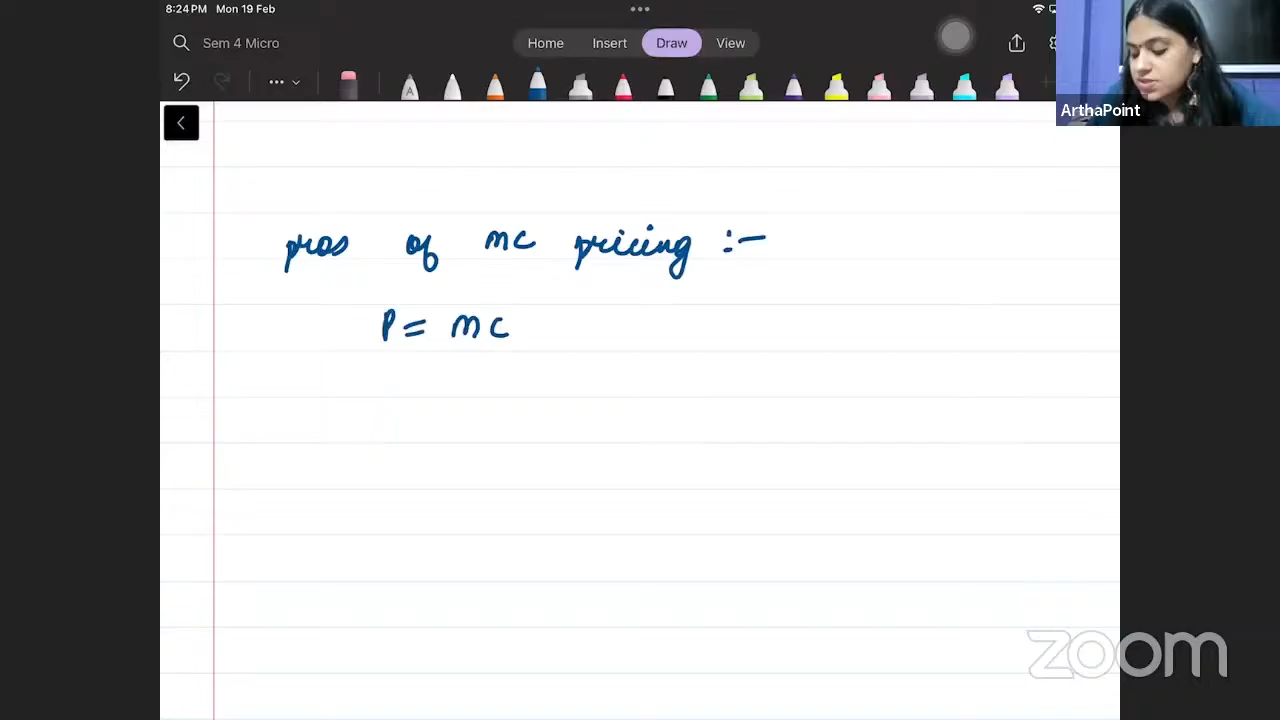 8:24 PM Mon 19 Feb
Sem 4 Micro
Home Insert Draw View
A
ArthaPoint
pros of mc pricing :-
P = mc
zoom